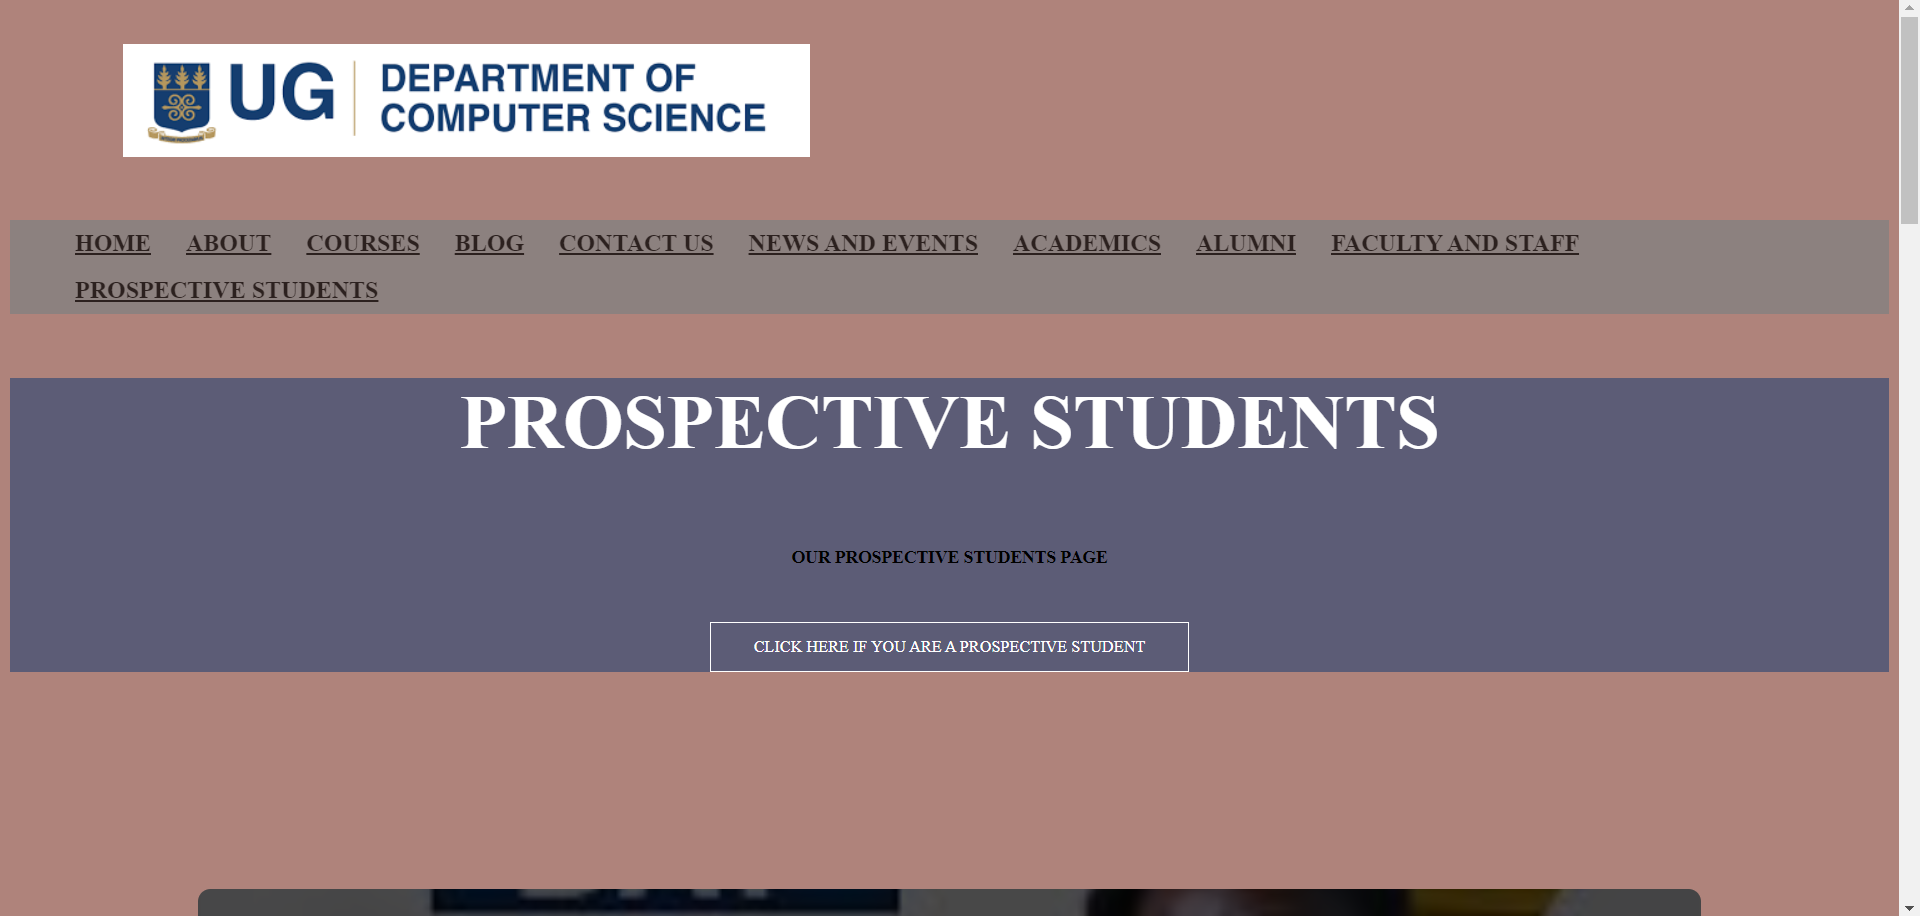 UG
DEPARTMENT OF
COMPUTER SCIENCE
HOME ABOUT COURSES BLOG CONTACT US NEWS AND EVENTS ACADEMICS ALUMNI FACULTY AND STAFF
PROSPECTIVE STUDENTS
PROSPECTIVE STUDENTS
OUR PROSPECTIVE STUDENTS PAGE
CLICK HERE IF YOU ARE A PROSPECTIVE STUDENT